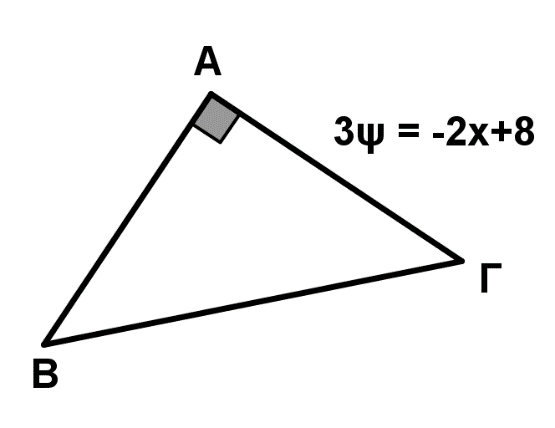 Α
3ψ = -2x+8
Γ
Β